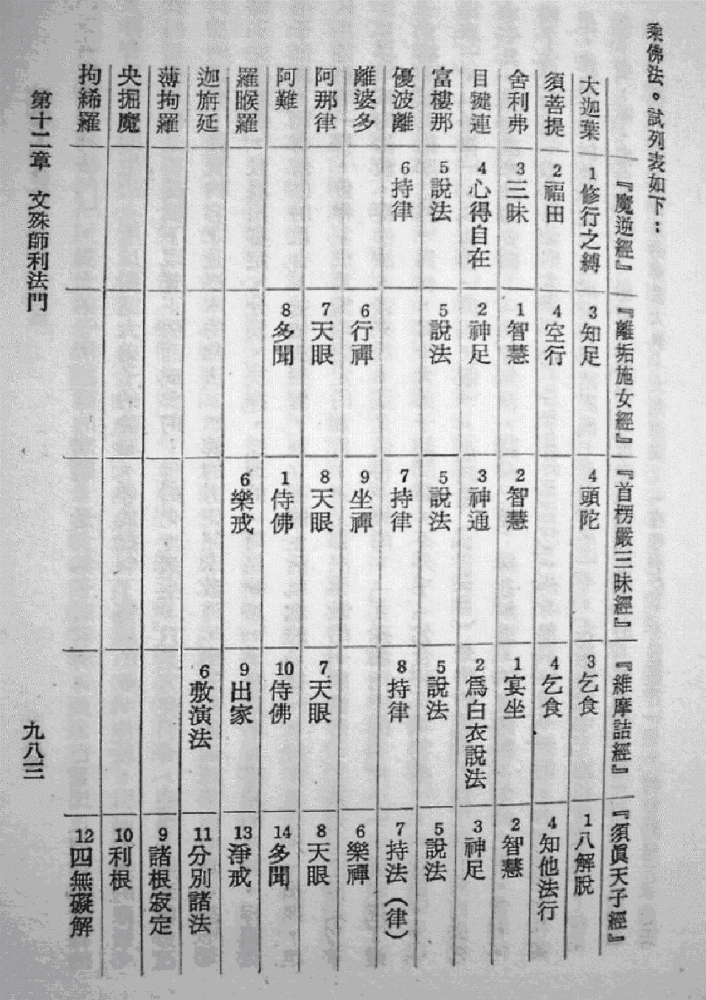 乘佛法。試列表如下：
『魔逆經』 『離垢施女經』 『首楞嚴三昧經』 『維摩詰經』 『須眞天子經』
大迦葉 1修行之縛 3知足 4頭陀 3乞食 1八解脫
須菩提 2福田 4空行 4乞食 4知他法行
舍利弗 3三昧 1智慧 2智慧 1宴坐 2智慧
目犍連 4心得自在 2神足 3神通 2爲白衣說法 3神足
富樓那 5說法 5說法 5說法 5說法 5說法
優波離 6持律 7持律 8持律 7持法（律）
離婆多 6行禪 9坐禪 6樂禪
阿那律 7天眼 8天眼 7天眼 8天眼
阿難 8多聞 1侍佛 10侍佛 14多聞
羅睺羅 6樂戒 9出家 13淨戒
迦旃延 6敷演法 11分別諸法
薄拘羅 9諸根寂定
央掘魔 10利根
拘絺羅 12四無礙解
第十二章 文殊師利法門
九八三